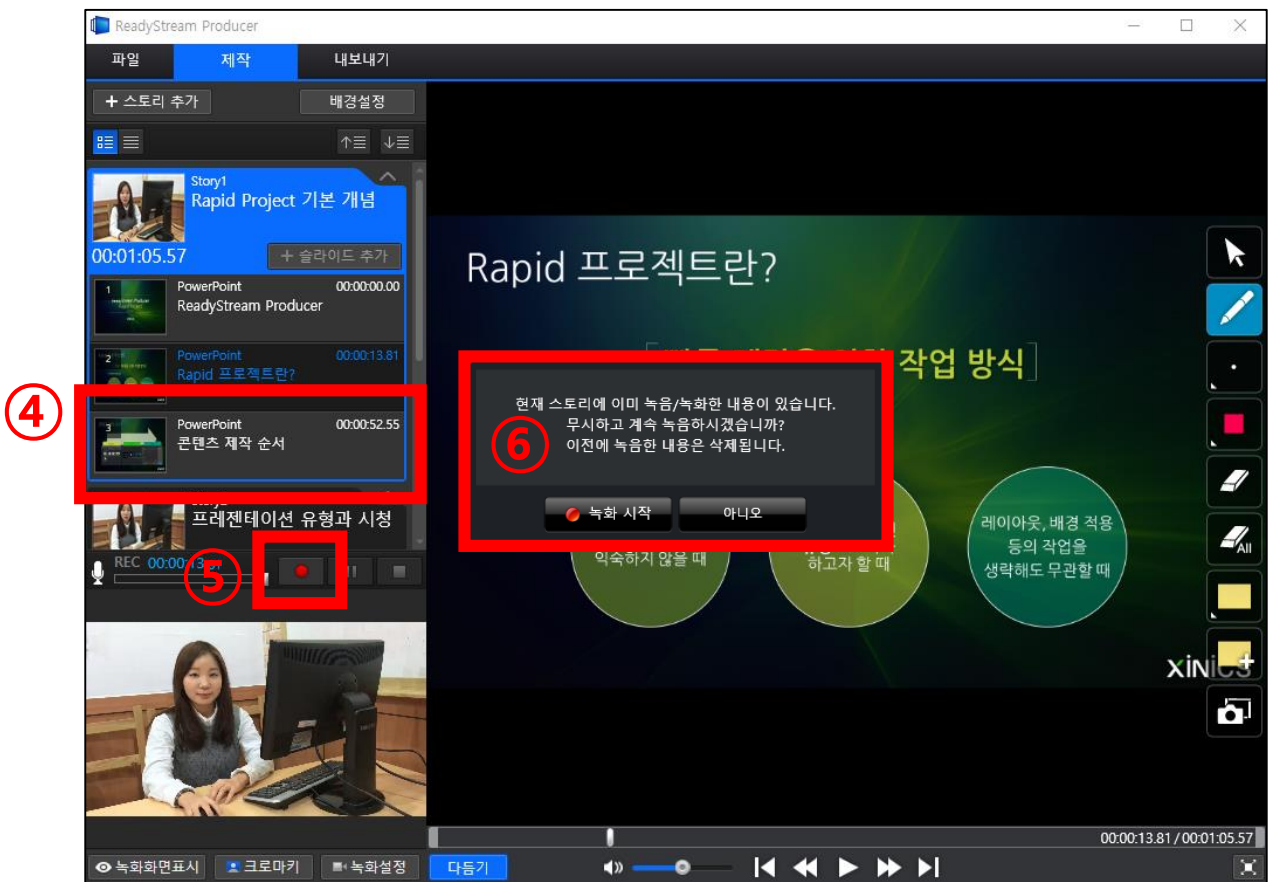 ReadyStream Producer
파일 제작 내보내기
+ 스토리 추가 배경설정
Story1
Rapid Project 기본 개념
00:01:05.57 + 슬라이드 추가
1 PowerPoint 00:00:00.00
ReadyStream Producer
2 PowerPoint 00:00:13.81
Rapid 프로젝트란?
④
3 PowerPoint 00:00:52.55
콘텐츠 제작 순서
프레젠테이션 유형과 시청
REC 00:00:13.81
⑤
Rapid 프로젝트란?
작업 방식]
현재 스토리에 이미 녹음/녹화한 내용이 있습니다.
무시하고 계속 녹음하시겠습니까?
이전에 녹음한 내용은 삭제됩니다.
⑥
녹화 시작 아니오
익숙하지 않을 때
하고자 할 때
레이아웃, 배경 적용
등의 작업을
생략해도 무관할 때
xiNiCS
All
00:00:13.81/00:01:05.57
녹화화면표시 크로마키 녹화설정 다듬기